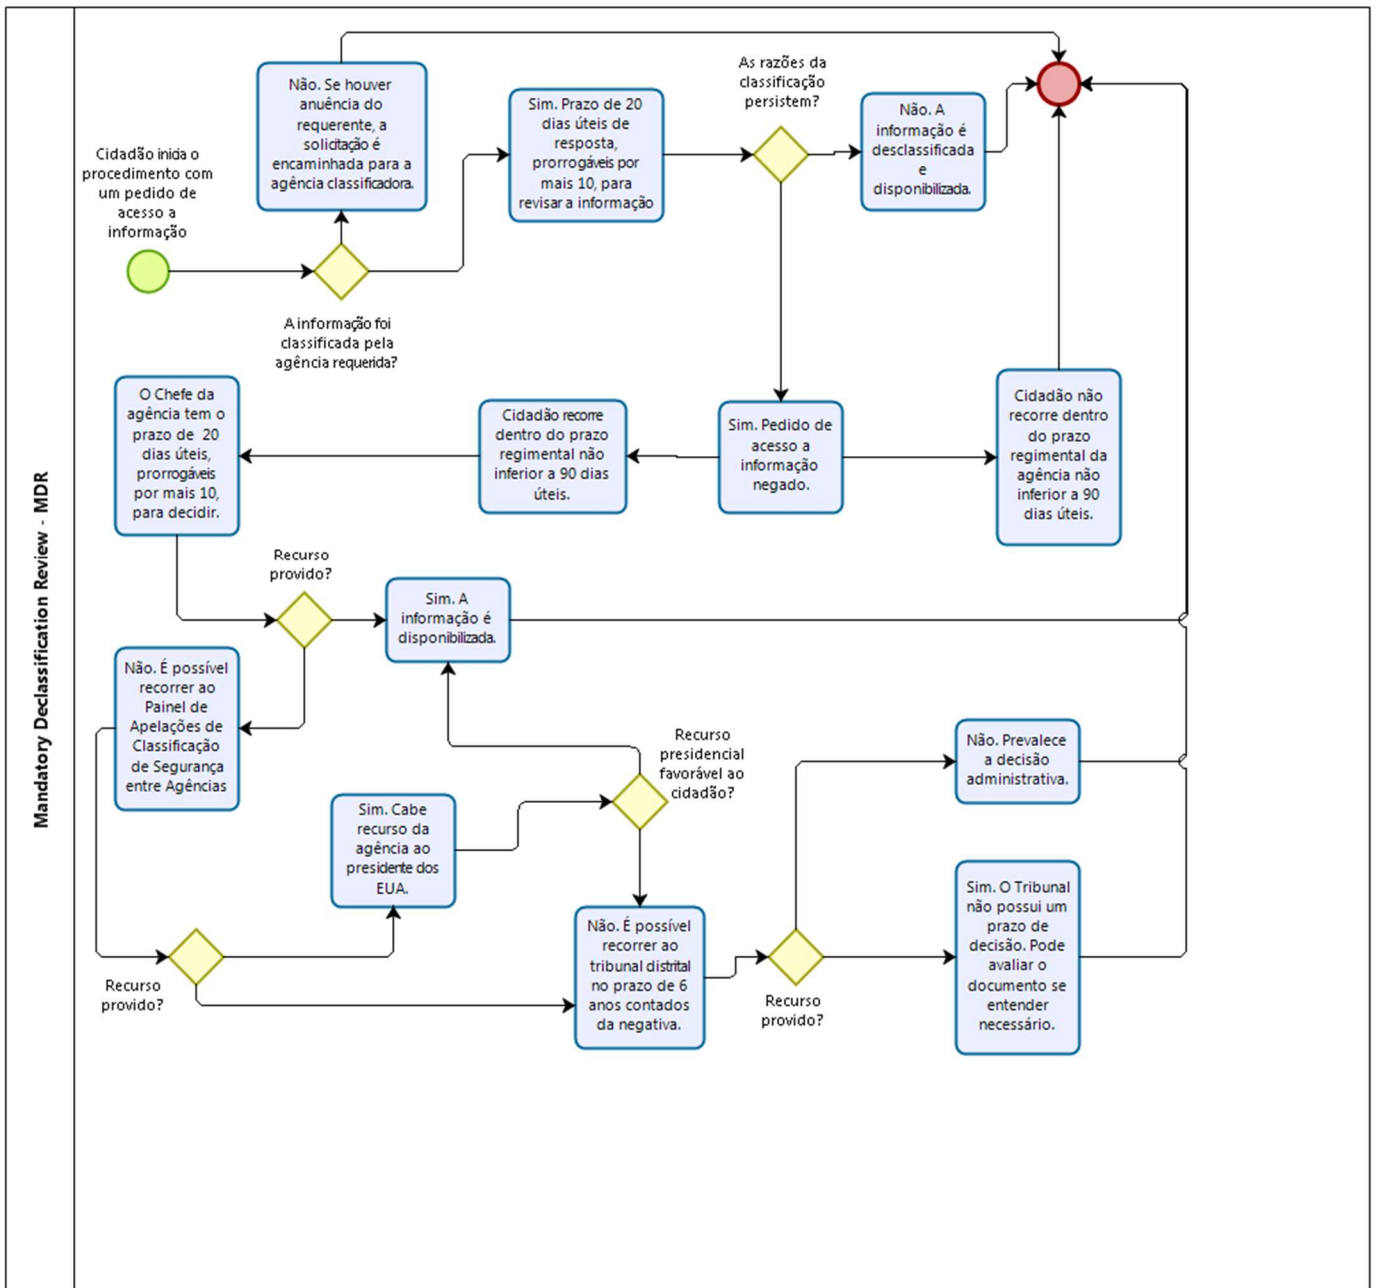 Mandatory Declassification Review - MDR
Cidadão inicia o
procedimento com
um pedido de
acesso a
informação
A informação foi
classificada pela
agência requerida?
Não. Se houver
anuência do
requerente, a
solicitação é
encaminhada para a
agência classificadora.
Sim. Prazo de 20
dias úteis de
resposta,
prorrogáveis por
mais 10, para
revisar a informação
As razões da
classificação
persistem?
Não. A
informação é
desclassificada
e
disponibilizada.
Sim. Pedido de
acesso a
informação
negado.
Cidadão não
recorre dentro
do prazo
regimental da
agência não
inferior a 90
dias úteis.
Cidadão recorre
dentro do prazo
regimental não
inferior a 90 dias
úteis.
O Chefe da
agência tem o
prazo de 20
dias úteis,
prorrogáveis
por mais 10,
para decidir.
Recurso
provido?
Sim. A
informação é
disponibilizada.
Não. É possível
recorrer ao
Painel de
Apelações de
Classificação
de Segurança
entre Agências
Recurso
provido?
Sim. Cabe
recurso da
agência ao
presidente dos
EUA.
Recurso
presidencial
favorável ao
cidadão?
Não. É possível
recorrer ao
tribunal distrital
no prazo de 6
anos contados
da negativa.
Recurso
provido?
Não. Prevalece
a decisão
administrativa.
Sim. O Tribunal
não possui um
prazo de
decisão. Pode
avaliar o
documento se
entender
necessário.